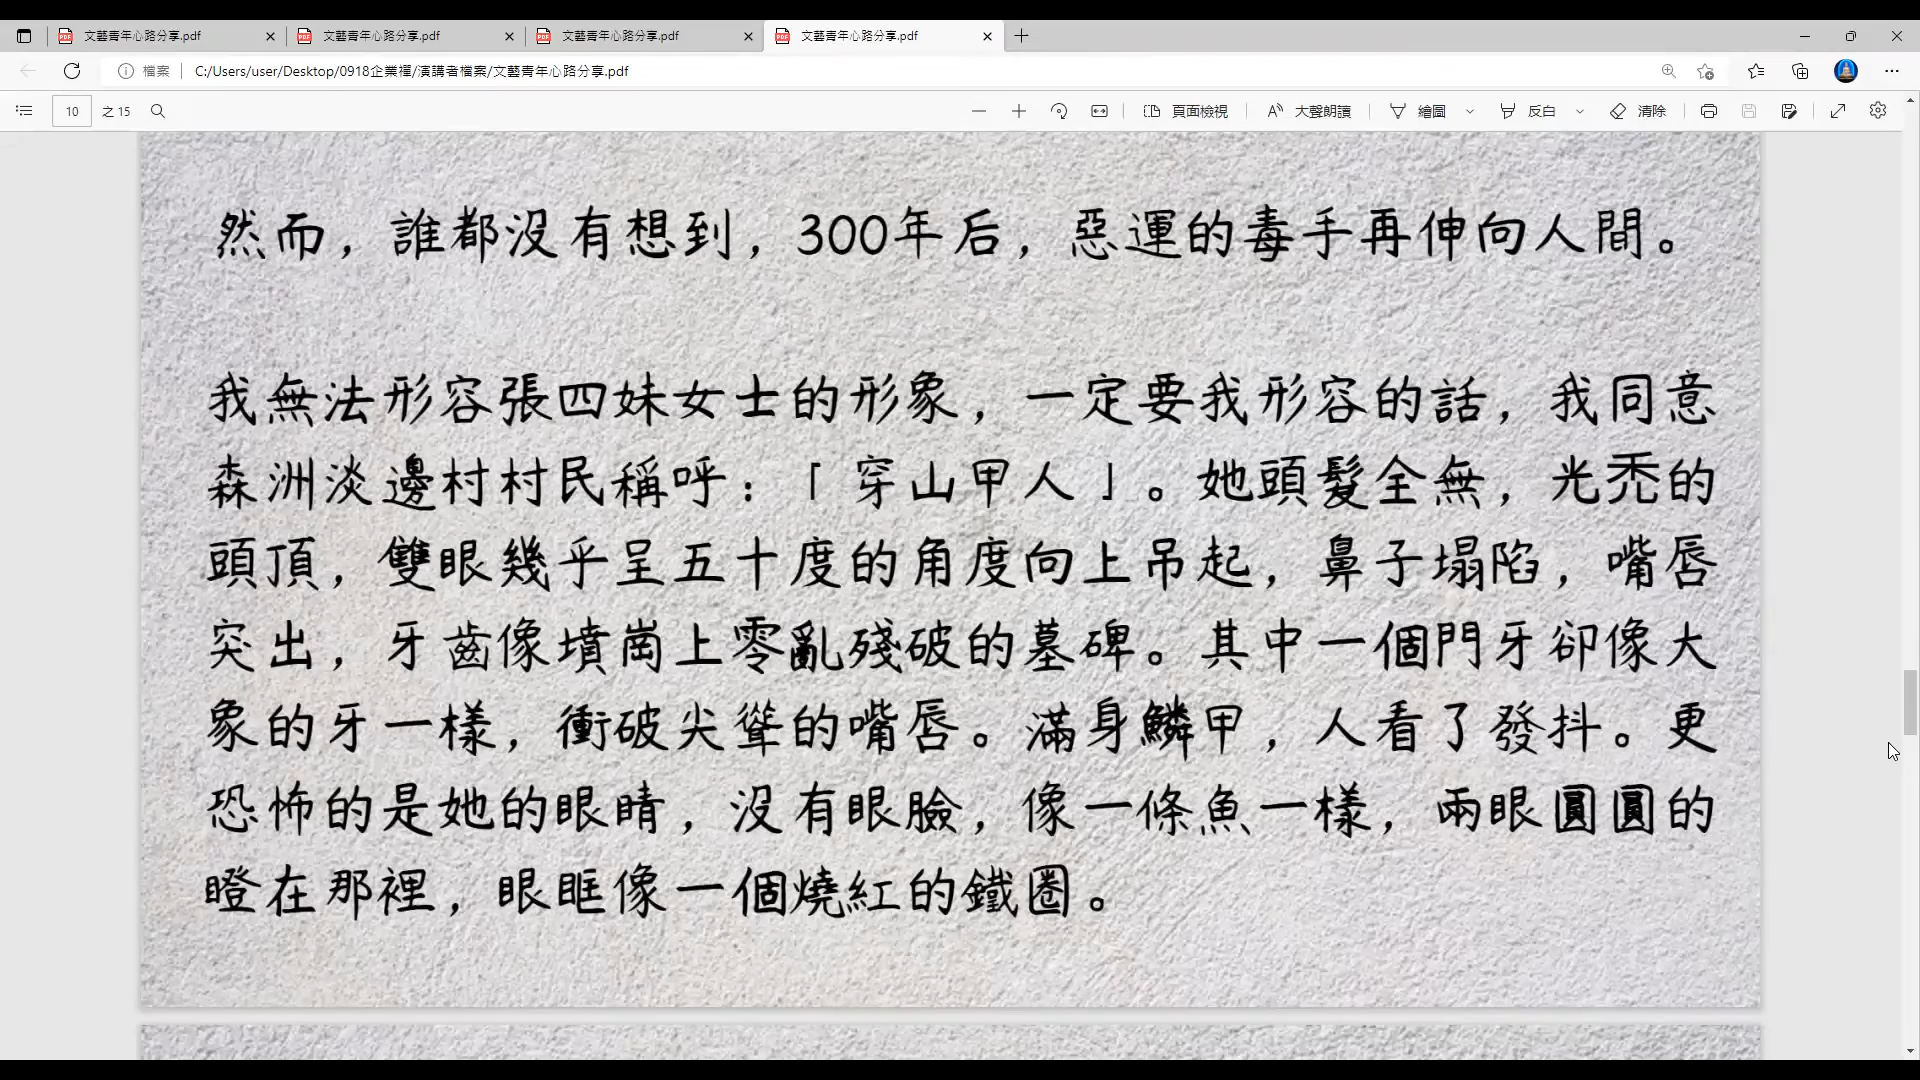 文藝青年心路分享.pdf
文藝青年心路分享.pdf
文藝青年心路分享.pdf
文藝青年心路分享.pdf
檔案 C:/Users/user/Desktop/0918企業禪/演講者檔案/文藝青年心路分享.pdf
10 之 15 頁面檢視 大聲朗讀 繪圖 反白 清除
然而，誰都沒有想到，300年后，惡運的毒手再伸向人間。
我無法形容張四妹女士的形象，一定要我形容的話，我同意
森洲淡邊村村民稱呼：「穿山甲人」。她頭髮全無，光禿的
頭頂，雙眼幾乎呈五十度的角度向上吊起，鼻子塌陷，嘴唇
突出，牙齒像墳崗上零亂殘破的墓碑。其中一個門牙卻像大
象的牙一樣，衝破尖聳的嘴唇。滿身鱗甲，人看了發抖。更
恐怖的是她的眼睛，沒有眼臉，像一條魚一樣，兩眼圓圓的
瞪在那裡，眼眶像一個燒紅的鐵圈。